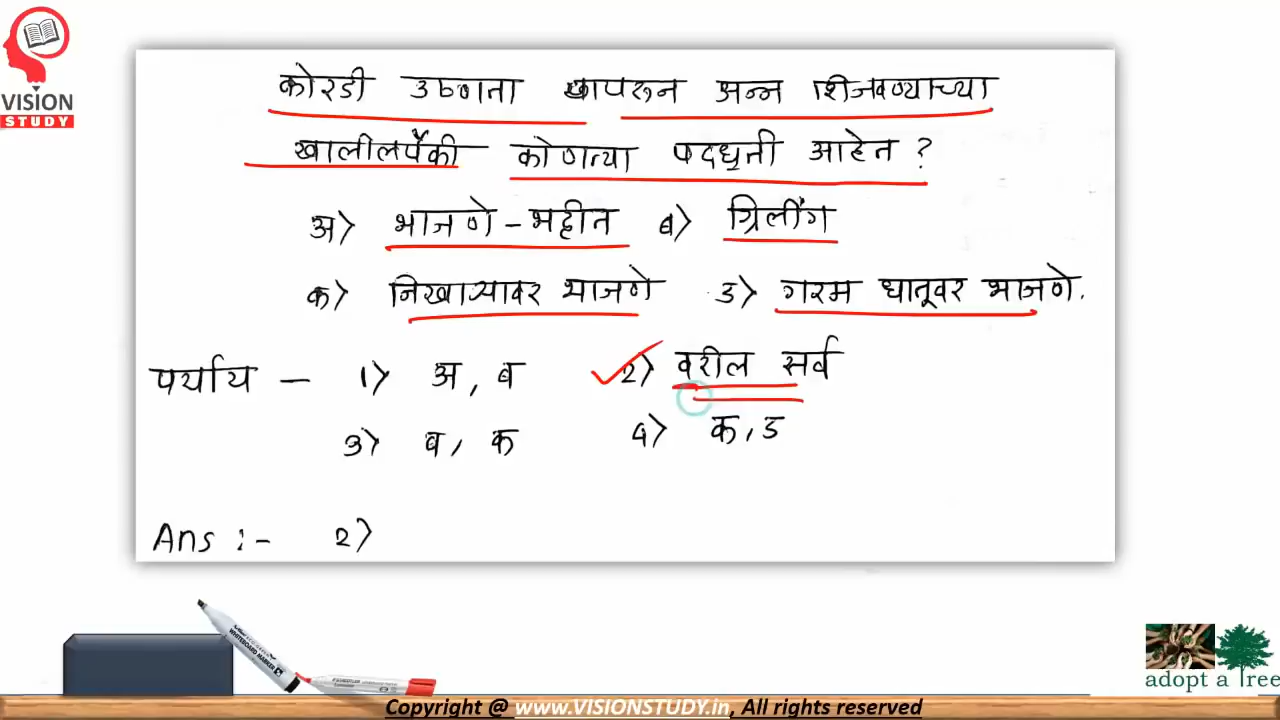 VISION
STUDY
कोरडी उष्णता वापरून अन्न शिजवण्याच्या
खालीलपैकी कोणत्या पद्धती आहेत ?
अ) भाजणे - भट्टीत ब) ग्रिलींग
क) निखाऱ्यावर भाजणे ड) गरम धातूवर भाजणे.
पर्याय - 1) अ, ब 2) वरील सर्व
3) ब, क 4) क, ड
Ans :- 2)
WHITEBOARD MARKER
adopt a Tree
Copyright @ www.VISIONSTUDY.in, All rights reserved